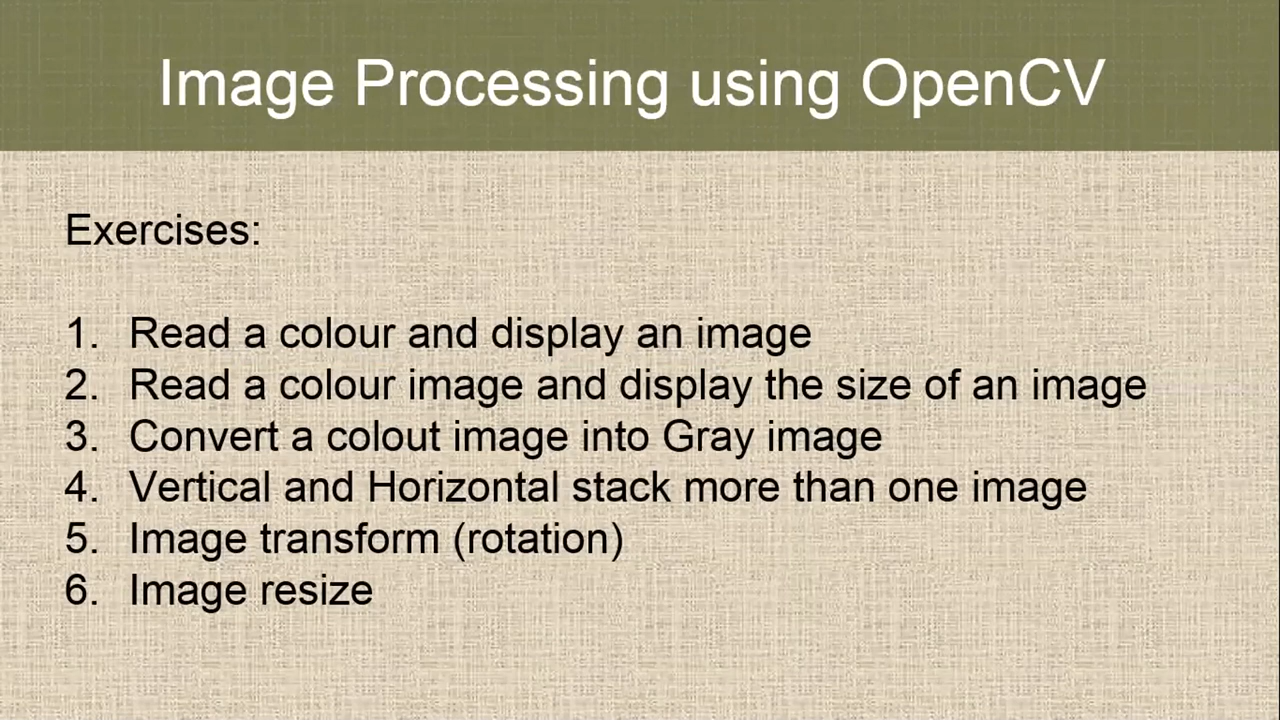 Image Processing using OpenCV
Exercises:
1. Read a colour and display an image
2. Read a colour image and display the size of an image
3. Convert a colout image into Gray image
4. Vertical and Horizontal stack more than one image
5. Image transform (rotation)
6. Image resize